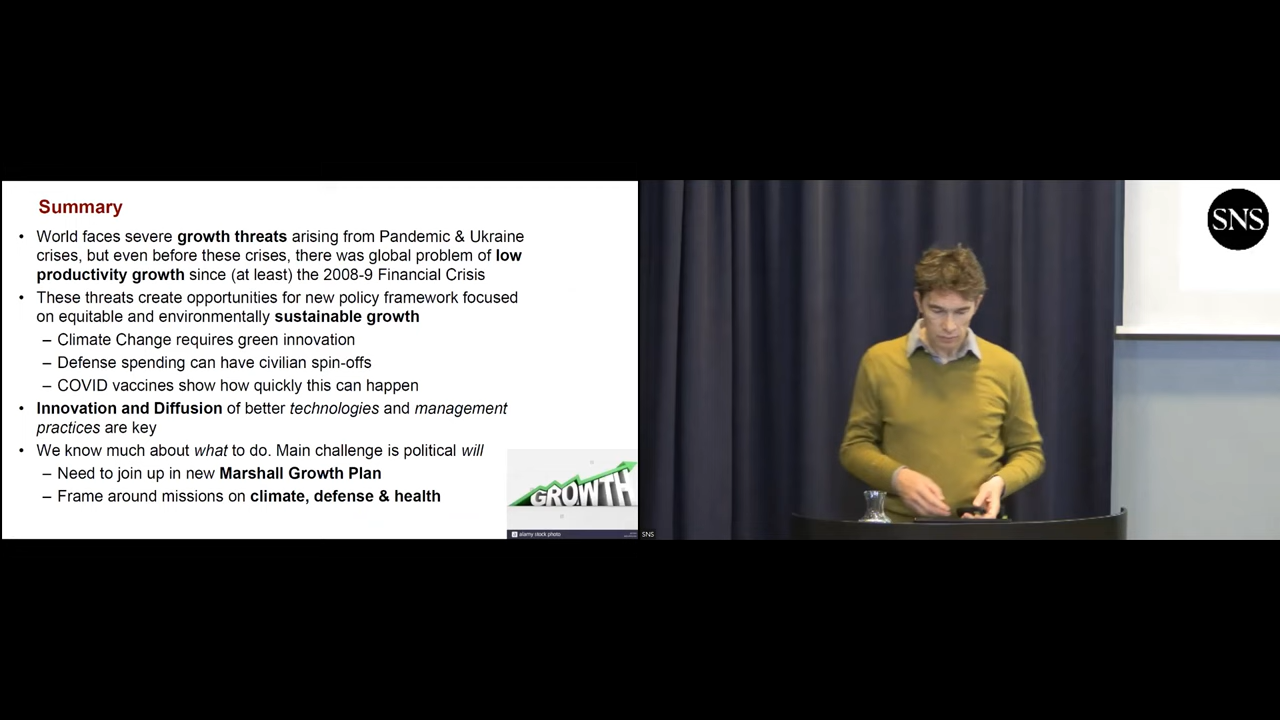 Summary
• World faces severe growth threats arising from Pandemic & Ukraine
crises, but even before these crises, there was global problem of low
productivity growth since (at least) the 2008-9 Financial Crisis
• These threats create opportunities for new policy framework focused
on equitable and environmentally sustainable growth
– Climate Change requires green innovation
– Defense spending can have civilian spin-offs
– COVID vaccines show how quickly this can happen
• Innovation and Diffusion of better technologies and management
practices are key
• We know much about what to do. Main challenge is political will
– Need to join up in new Marshall Growth Plan
– Frame around missions on climate, defense & health
GROWTH
a alamy stock photo
SNS
SNS